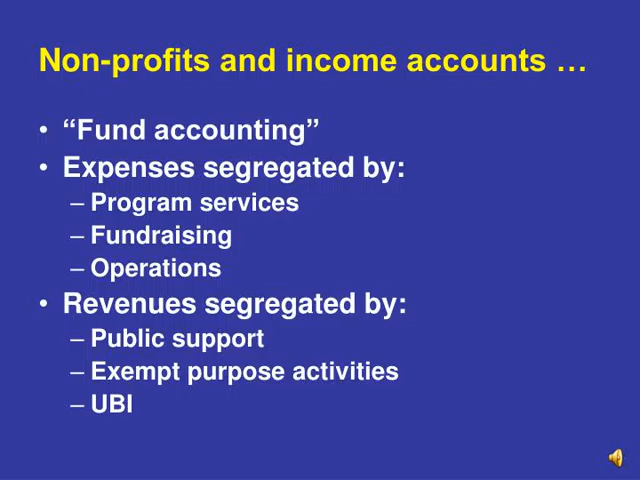 Non-profits and income accounts …
• “Fund accounting”
• Expenses segregated by:
– Program services
– Fundraising
– Operations
• Revenues segregated by:
– Public support
– Exempt purpose activities
– UBI